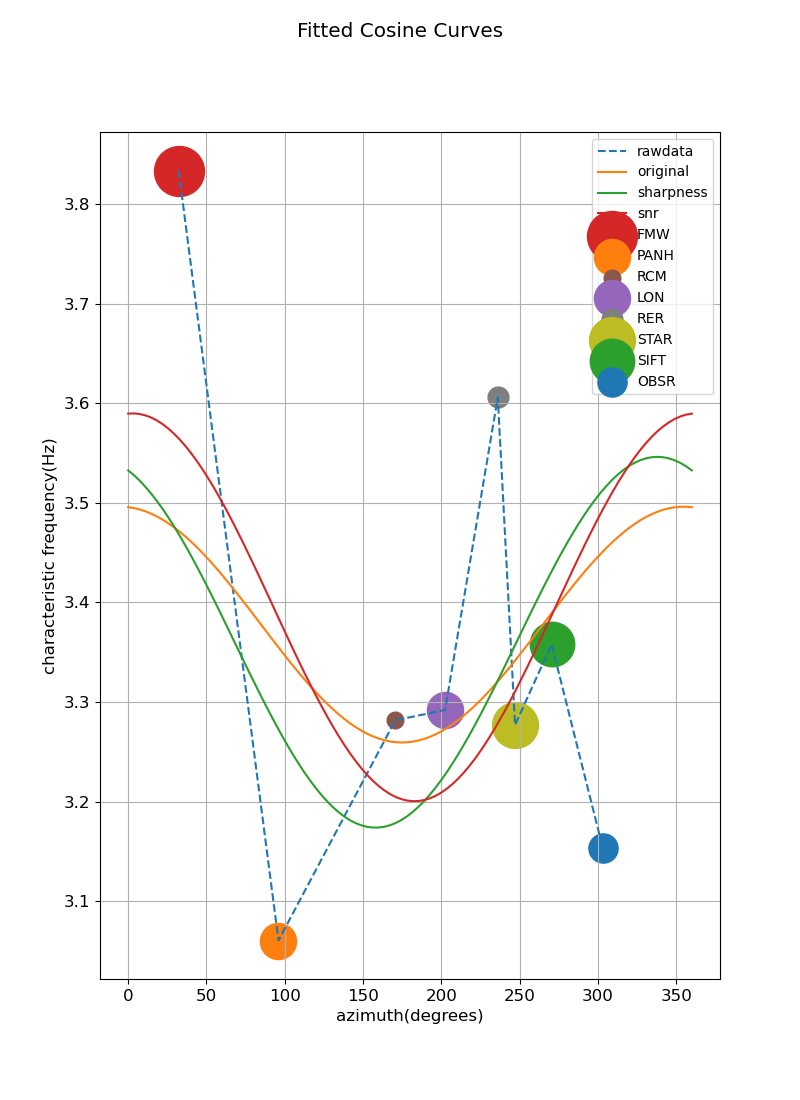 Fitted Cosine Curves
rawdata
original
sharpness
snr
FMW
PANH
RCM
LON
RER
STAR
SIFT
OBSR
characteristic frequency(Hz)
3.8
3.7
3.6
3.5
3.4
3.3
3.2
3.1
0 50 100 150 200 250 300 350
azimuth(degrees)